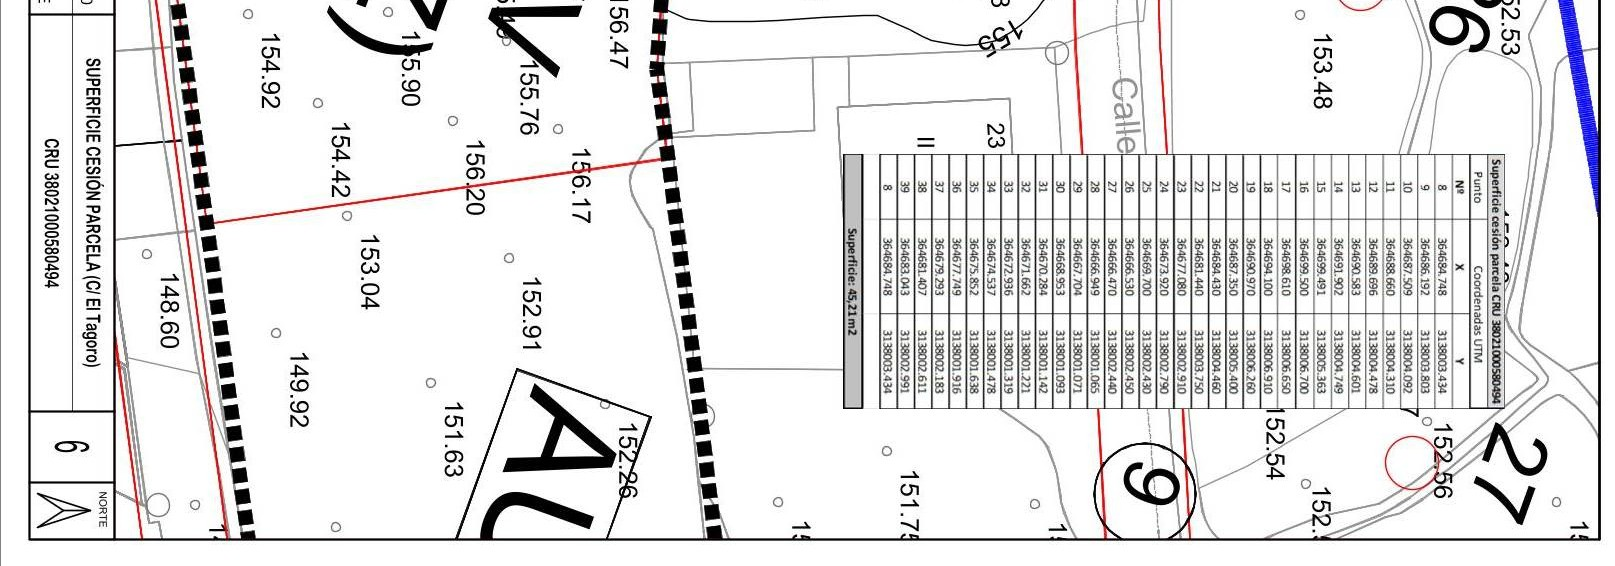 Superficie cesión parcela CRU 3802100580494
Punto Coordenadas UTM
Nº X Y
8 364684.748 3138003.434
9 364686.192 3138003.803
10 364687.509 3138004.092
11 364688.660 3138004.310
12 364689.696 3138004.478
13 364690.583 3138004.601
14 364691.902 3138004.749
15 364699.491 3138005.363
16 364699.500 3138006.700
17 364698.610 3138006.650
18 364694.100 3138006.910
19 364690.970 3138006.260
20 364687.350 3138005.400
21 364684.430 3138004.460
22 364681.440 3138003.750
23 364677.080 3138002.910
24 364673.920 3138002.790
25 364669.700 3138002.430
26 364666.530 3138002.450
27 364666.470 3138002.440
28 364666.949 3138001.065
29 364667.704 3138001.071
30 364668.953 3138001.093
31 364670.284 3138001.142
32 364671.662 3138001.221
33 364672.936 3138001.319
34 364674.537 3138001.478
35 364675.852 3138001.638
36 364677.749 3138001.916
37 364679.293 3138002.183
38 364681.407 3138002.611
39 364683.043 3138002.991
8 364684.748 3138003.434
Superficie: 45,21 m2
152.53
153.48
Calle
23
II
155
156.47
155.76
155.90
154.92
156.17
156.20
154.42
153.04
152.91
148.60
149.92
151.63
152.26
AU
27
152.56
152.54
9
151.75
SUPERFICIE CESIÓN PARCELA (C/ El Tagoro)
CRU 3802100580494
6
NORTE